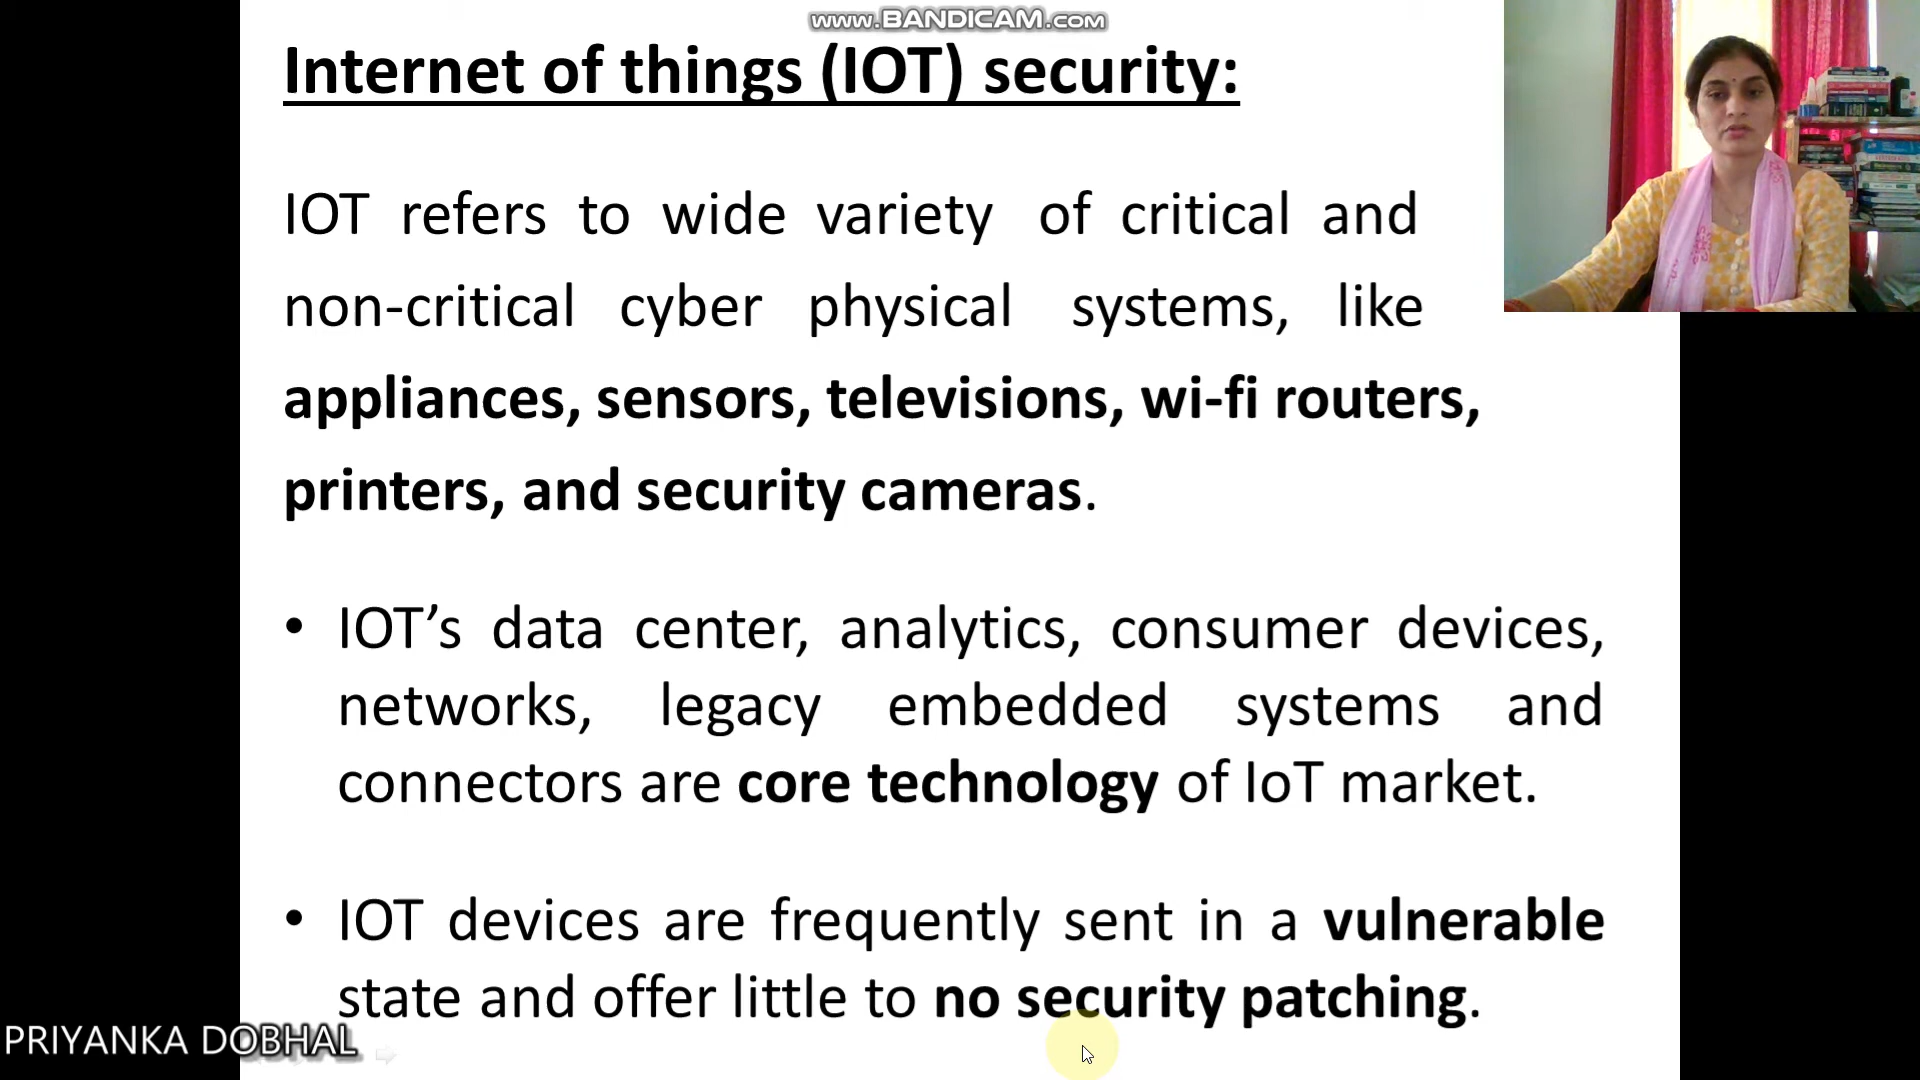 www.BANDICAM.com
Internet of things (IOT) security:
IOT refers to wide variety of critical and
non-critical cyber physical systems, like
appliances, sensors, televisions, wi-fi routers,
printers, and security cameras.
• IOT’s data center, analytics, consumer devices,
networks, legacy embedded systems and
connectors are core technology of IoT market.
• IOT devices are frequently sent in a vulnerable
state and offer little to no security patching.
PRIYANKA DOBHAL